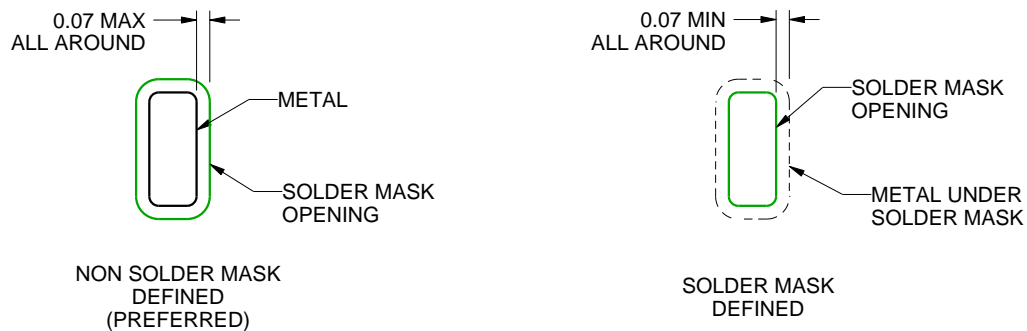 0.07 MAX
ALL AROUND
METAL
SOLDER MASK
OPENING
NON SOLDER MASK
DEFINED
(PREFERRED)
0.07 MIN
ALL AROUND
SOLDER MASK
OPENING
METAL UNDER
SOLDER MASK
SOLDER MASK
DEFINED